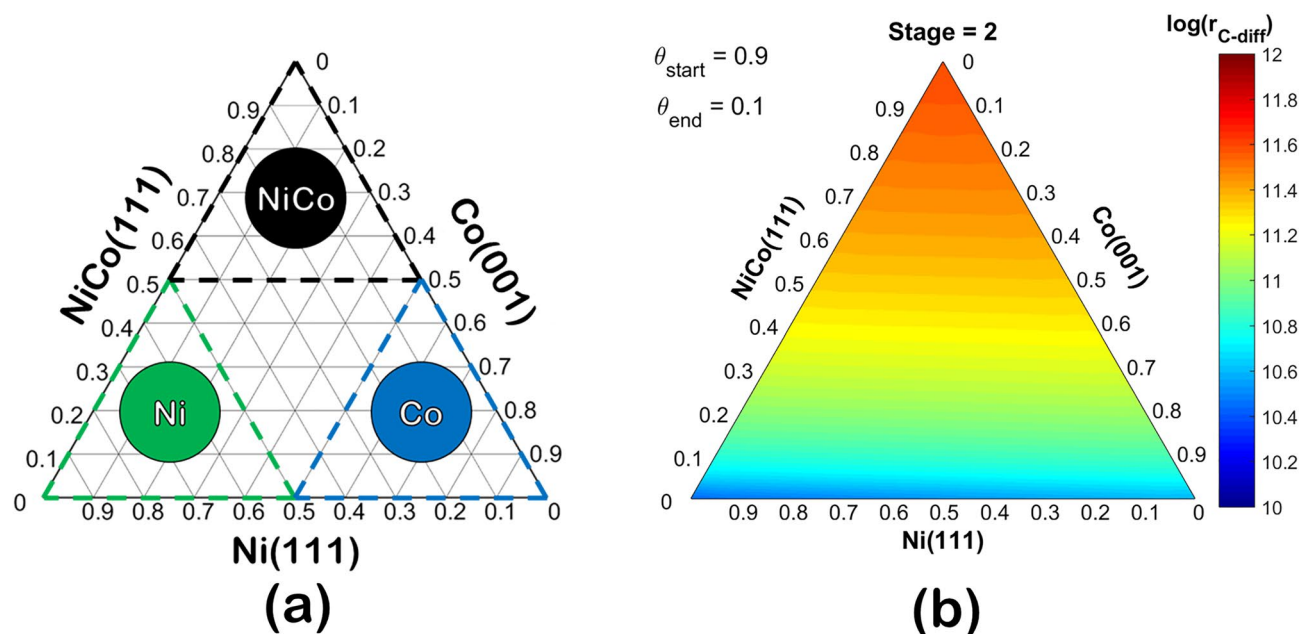 0
0.9 0.1
0.8 0.2
NiCo
0.7 0.3
NiCo(111)
Co(001)
0.6 0.4
0.5 0.5
0.4 0.6
0.3 0.7
Ni Co
0.2 0.8
0.1 0.9
0 0.9 0.8 0.7 0.6 0.5 0.4 0.3 0.2 0.1 0
Ni(111)
(a)
Stage = 2
θstart = 0.9
θend = 0.1
0
0.9 0.1
0.8 0.2
0.7 0.3
NiCo(111)
Co(001)
0.6 0.4
0.5 0.5
0.4 0.6
0.3 0.7
0.2 0.8
0.1 0.9
0.9 0.8 0.7 0.6 0.5 0.4 0.3 0.2 0.1 0
Ni(111)
(b)
log(rC-diff)
12
11.8
11.6
11.4
11.2
11
10.8
10.6
10.4
10.2
10